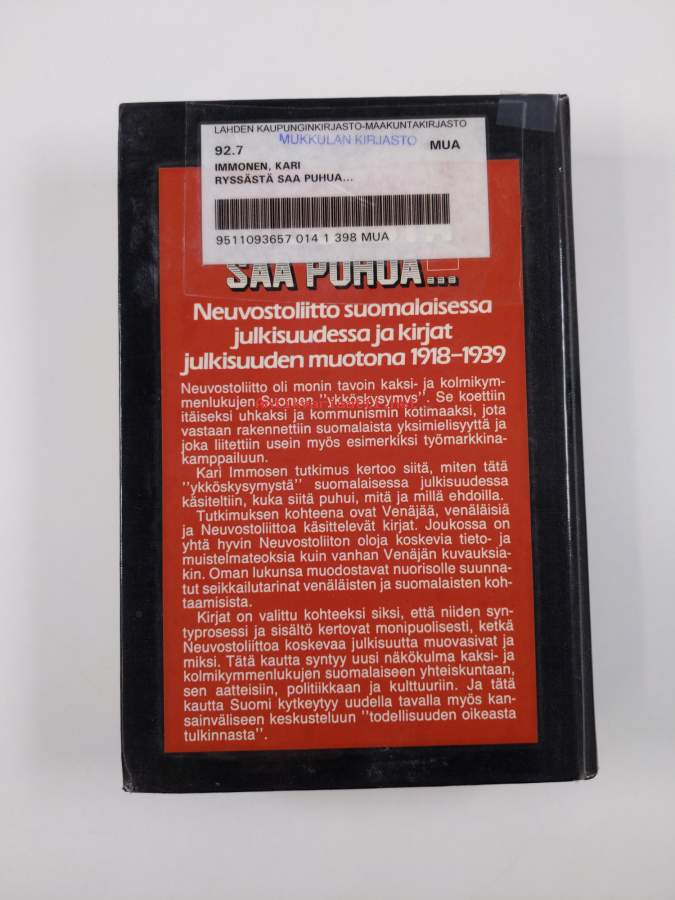 LAHDEN KAUPUNGINKIRJASTO-MAAKUNTAKIRJASTO
MUKKULAN KIRJASTO
92.7 MUA
IMMONEN, KARI
RYSSÄSTÄ SAA PUHUA...
9511093657 014 1 398 MUA
SAA PUHUA...
Neuvostoliitto suomalaisessa
julkisuudessa ja kirjat
julkisuuden muotona 1918–1939
Neuvostoliitto oli monin tavoin kaksi- ja kolmikym-
menlukujen Suomen "ykköskysymys". Se koettiin
itäiseksi uhkaksi ja kommunismin kotimaaksi, jota
vastaan rakennettiin suomalaista yksimielisyyttä ja
joka liitettiin usein myös esimerkiksi työmarkkina-
kamppailuun.
Kari Immosen tutkimus kertoo siitä, miten tätä
"ykköskysymystä" suomalaisessa julkisuudessa
käsiteltiin, kuka siitä puhui, mitä ja millä ehdoilla.
Tutkimuksen kohteena ovat Venäjää, venäläisiä
ja Neuvostoliittoa käsittelevät kirjat. Joukossa on
yhtä hyvin Neuvostoliiton oloja koskevia tieto- ja
muistelmateoksia kuin vanhan Venäjän kuvauksia-
kin. Oman lukunsa muodostavat nuorisolle suunna-
tut seikkailutarinat venäläisten ja suomalaisten koh-
taamisista.
Kirjat on valittu kohteeksi siksi, että niiden syn-
typrosessi ja sisältö kertovat monipuolisesti, ketkä
Neuvostoliittoa koskevaa julkisuutta muovasivat ja
miksi. Tätä kautta syntyy uusi näkökulma kaksi- ja
kolmikymmenlukujen suomalaiseen yhteiskuntaan,
sen aatteisiin, politiikkaan ja kulttuuriin. Ja tätä
kautta Suomi kytkeytyy uudella tavalla myös kan-
sainväliseen keskusteluun "todellisuuden oikeasta
tulkinnasta".